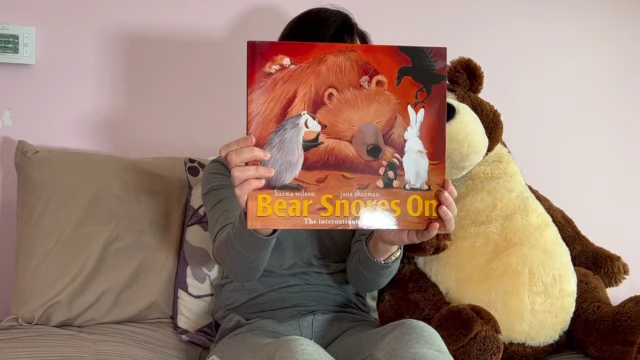 karma wilson jane chapman
Bear Snores On
The internation